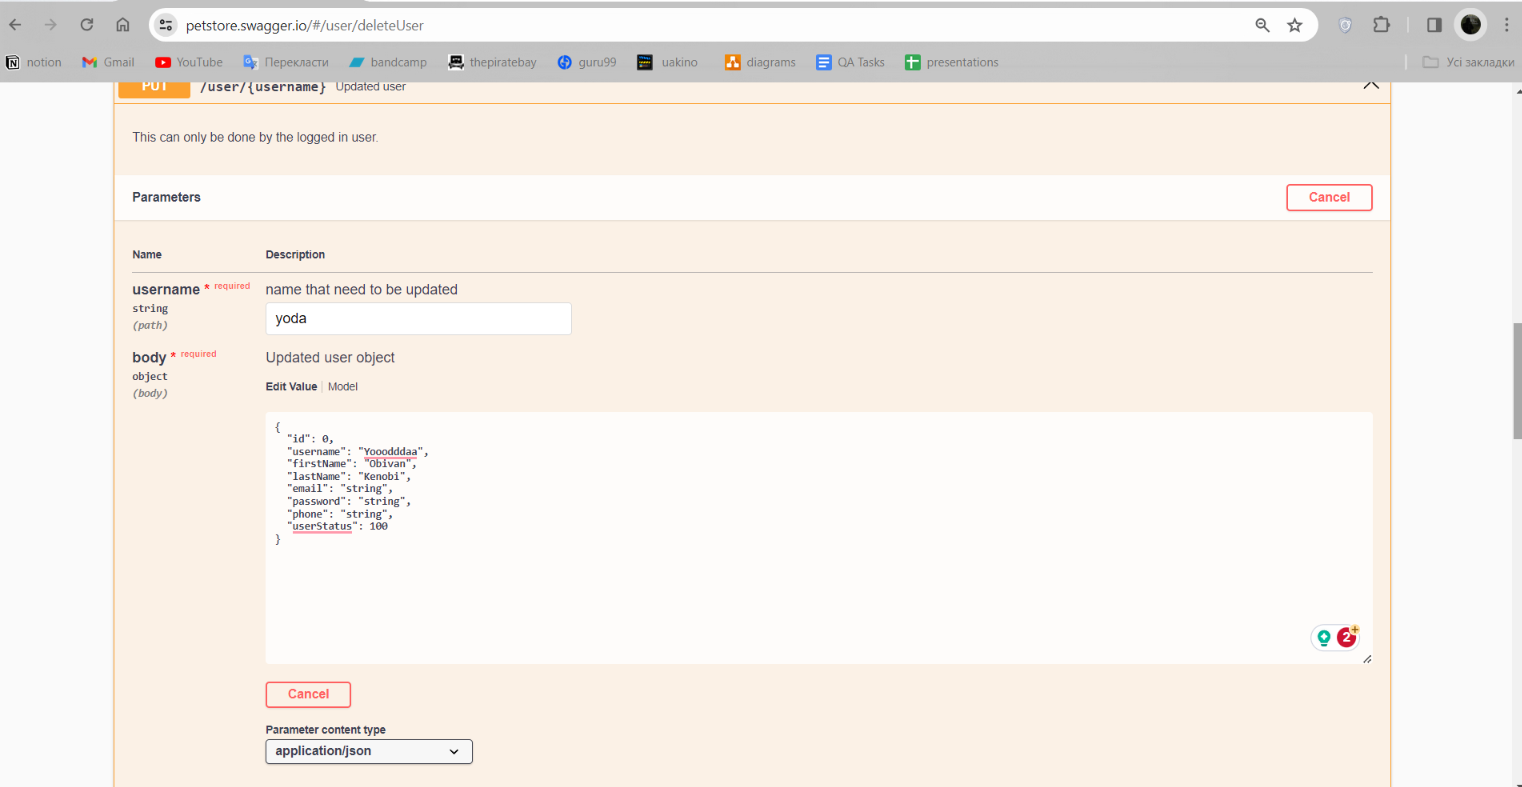 petstore.swagger.io/#/user/deleteUser
notion Gmail YouTube Перекласти bandcamp thepiratebay guru99 uakino diagrams QA Tasks presentations Усі закладки
PUT /user/{username} Updated user
This can only be done by the logged in user.
Parameters Cancel
Name Description
username * required name that need to be updated
string
(path)
yoda
body * required Updated user object
object
(body)
Edit Value | Model
{
"id": 0,
"username": "Yooodddaa",
"firstName": "Obivan",
"lastName": "Kenobi",
"email": "string",
"password": "string",
"phone": "string",
"userStatus": 100
}
2
Cancel
Parameter content type
application/json